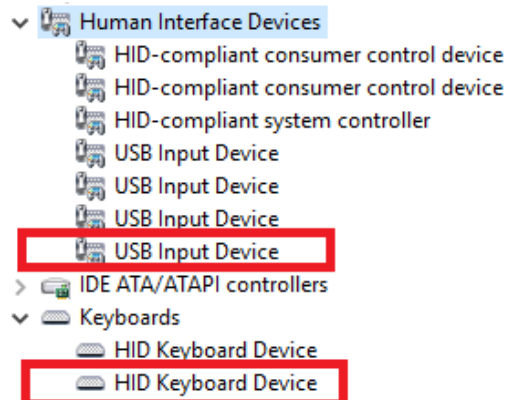 Human Interface Devices
HID-compliant consumer control device
HID-compliant consumer control device
HID-compliant system controller
USB Input Device
USB Input Device
USB Input Device
USB Input Device
IDE ATA/ATAPI controllers
Keyboards
HID Keyboard Device
HID Keyboard Device